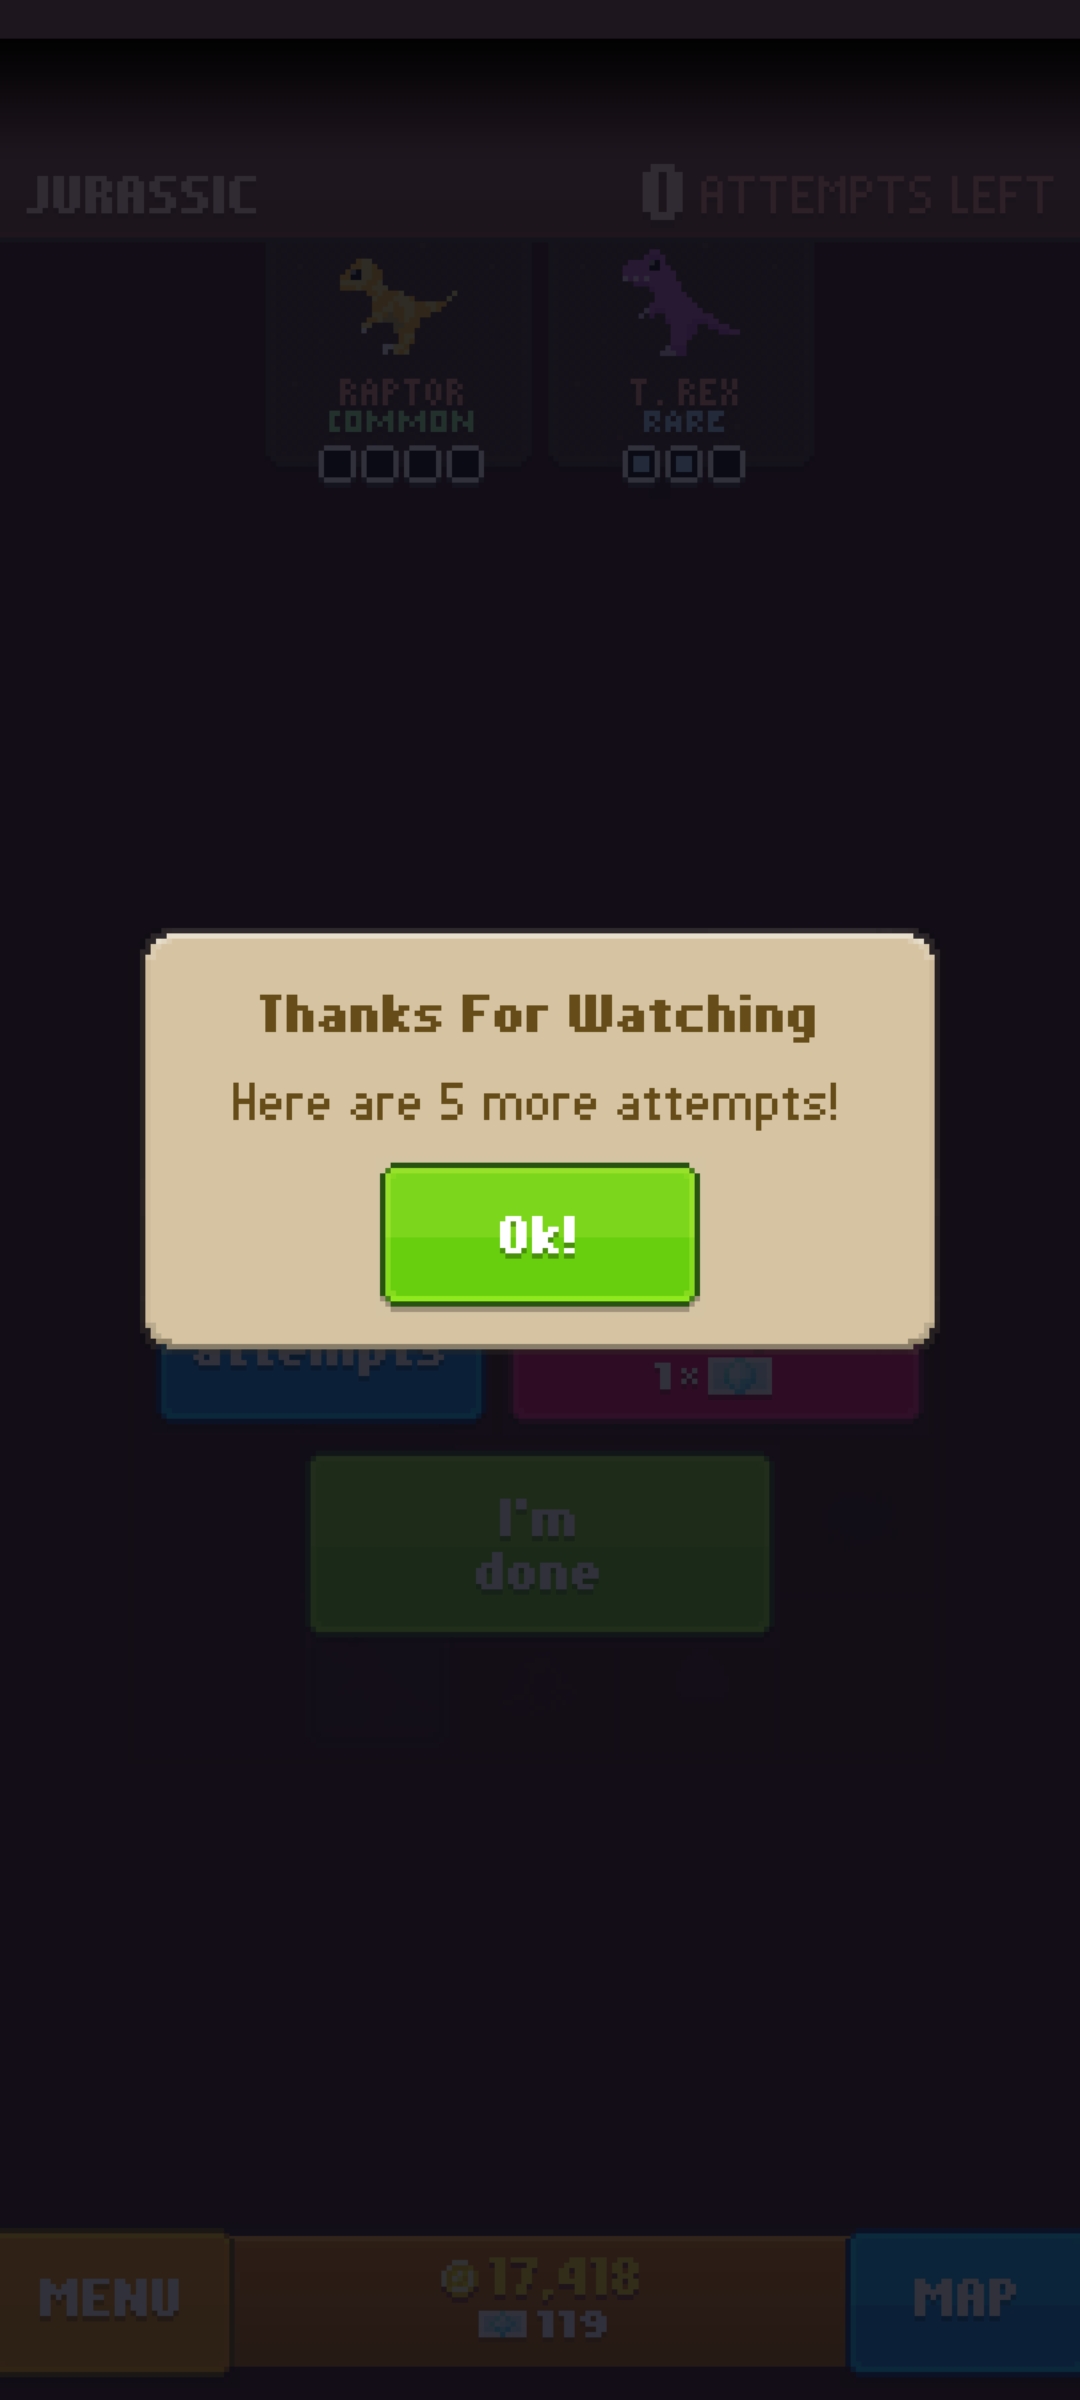 JURASSIC
0 ATTEMPTS LEFT
RAPTOR
COMMON
T. REX
RARE
Thanks For Watching
Here are 5 more attempts!
Ok!
attempts
1×
I'm
done
MENU
17,418
119
MAP